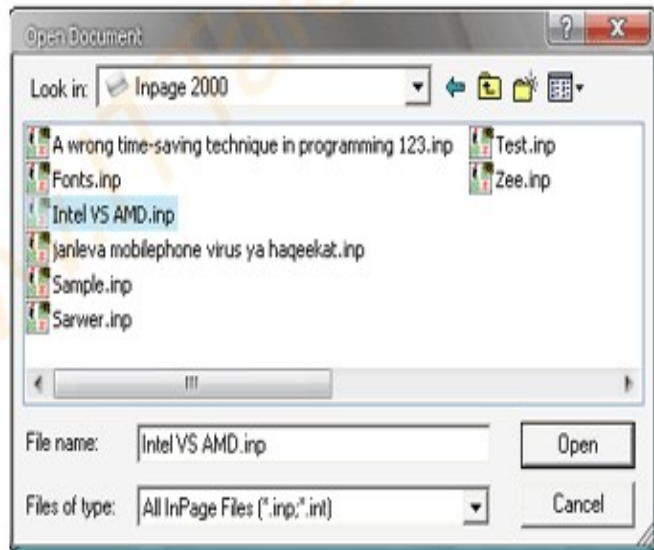 Open Document
Look in: Inpage 2000
A wrong time-saving technique in programming 123.inp
Fonts.inp
Intel VS AMD.inp
janleva mobilephone virus ya haqeekat.inp
Sample.inp
Sarwer.inp
Test.inp
Zee.inp
File name: Intel VS AMD.inp Open
Files of type: All InPage Files (*.inp;*.int) Cancel